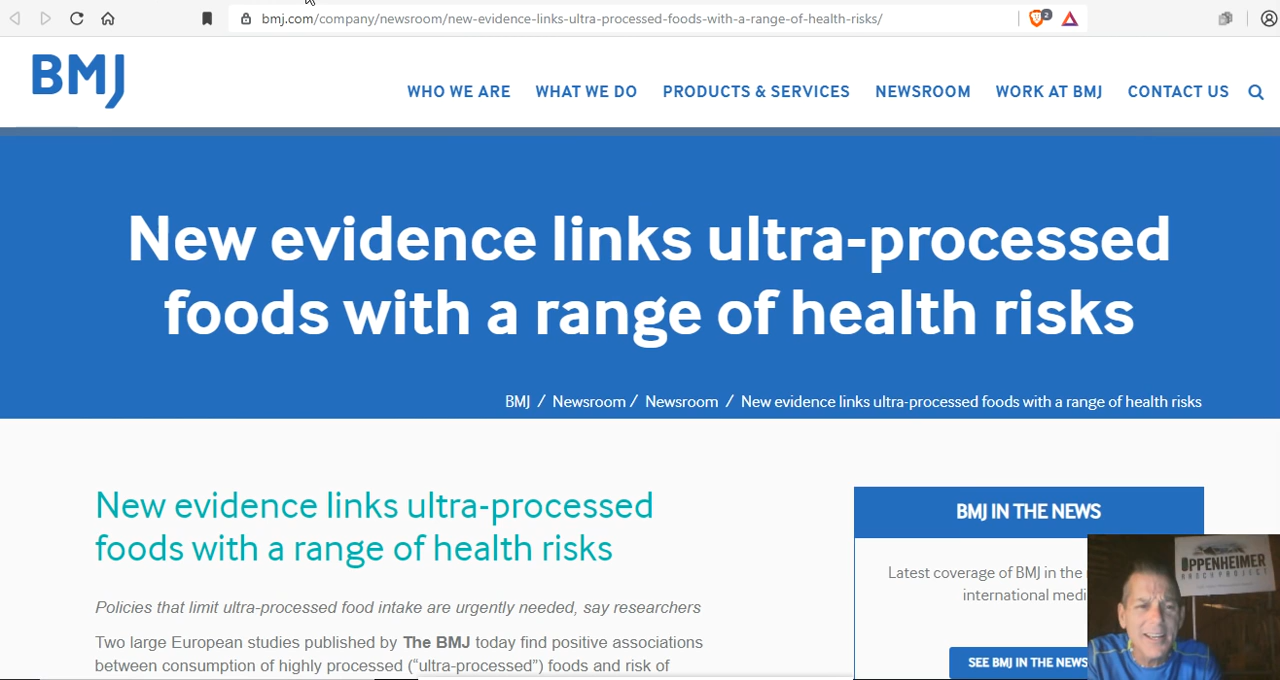 bmj.com/company/newsroom/new-evidence-links-ultra-processed-foods-with-a-range-of-health-risks/
2
BMJ
WHO WE ARE WHAT WE DO PRODUCTS & SERVICES NEWSROOM WORK AT BMJ CONTACT US
New evidence links ultra-processed
foods with a range of health risks
BMJ / Newsroom / Newsroom / New evidence links ultra-processed foods with a range of health risks
New evidence links ultra-processed
foods with a range of health risks
Policies that limit ultra-processed food intake are urgently needed, say researchers
Two large European studies published by The BMJ today find positive associations
between consumption of highly processed (“ultra-processed”) foods and risk of
BMJ IN THE NEWS
Latest coverage of BMJ in the
international medi
SEE BMJ IN THE NEWS
OPPENHEIMER
RANCH PROJECT